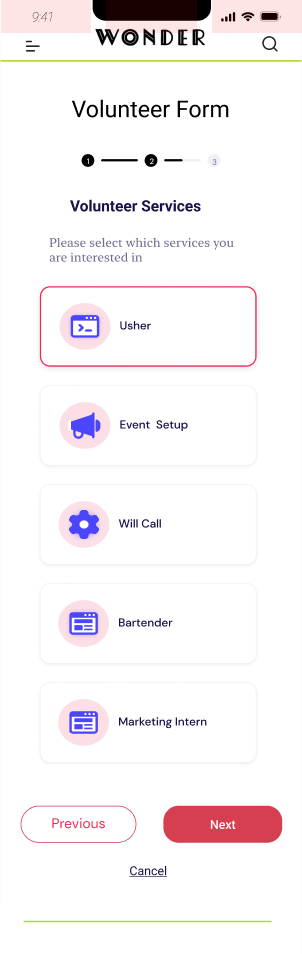 9:41
WONDER
Volunteer Form
1 2 3
Volunteer Services
Please select which services you
are interested in
Usher
Event Setup
Will Call
Bartender
Marketing Intern
Previous Next
Cancel